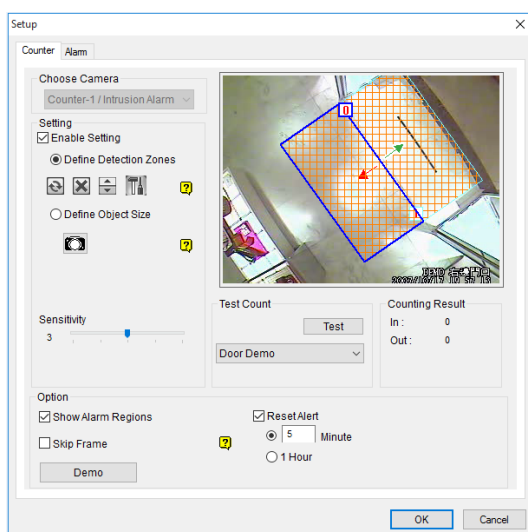 Setup
Counter
Alarm
Choose Camera
Counter-1 / Intrusion Alarm
Setting
Enable Setting
Define Detection Zones
?
Define Object Size
?
Sensitivity
3
0
1
Test Count
Test
Door Demo
Counting Result
In : 0
Out : 0
Option
Show Alarm Regions
Skip Frame
?
Demo
Reset Alert
5 Minute
1 Hour
OK
Cancel